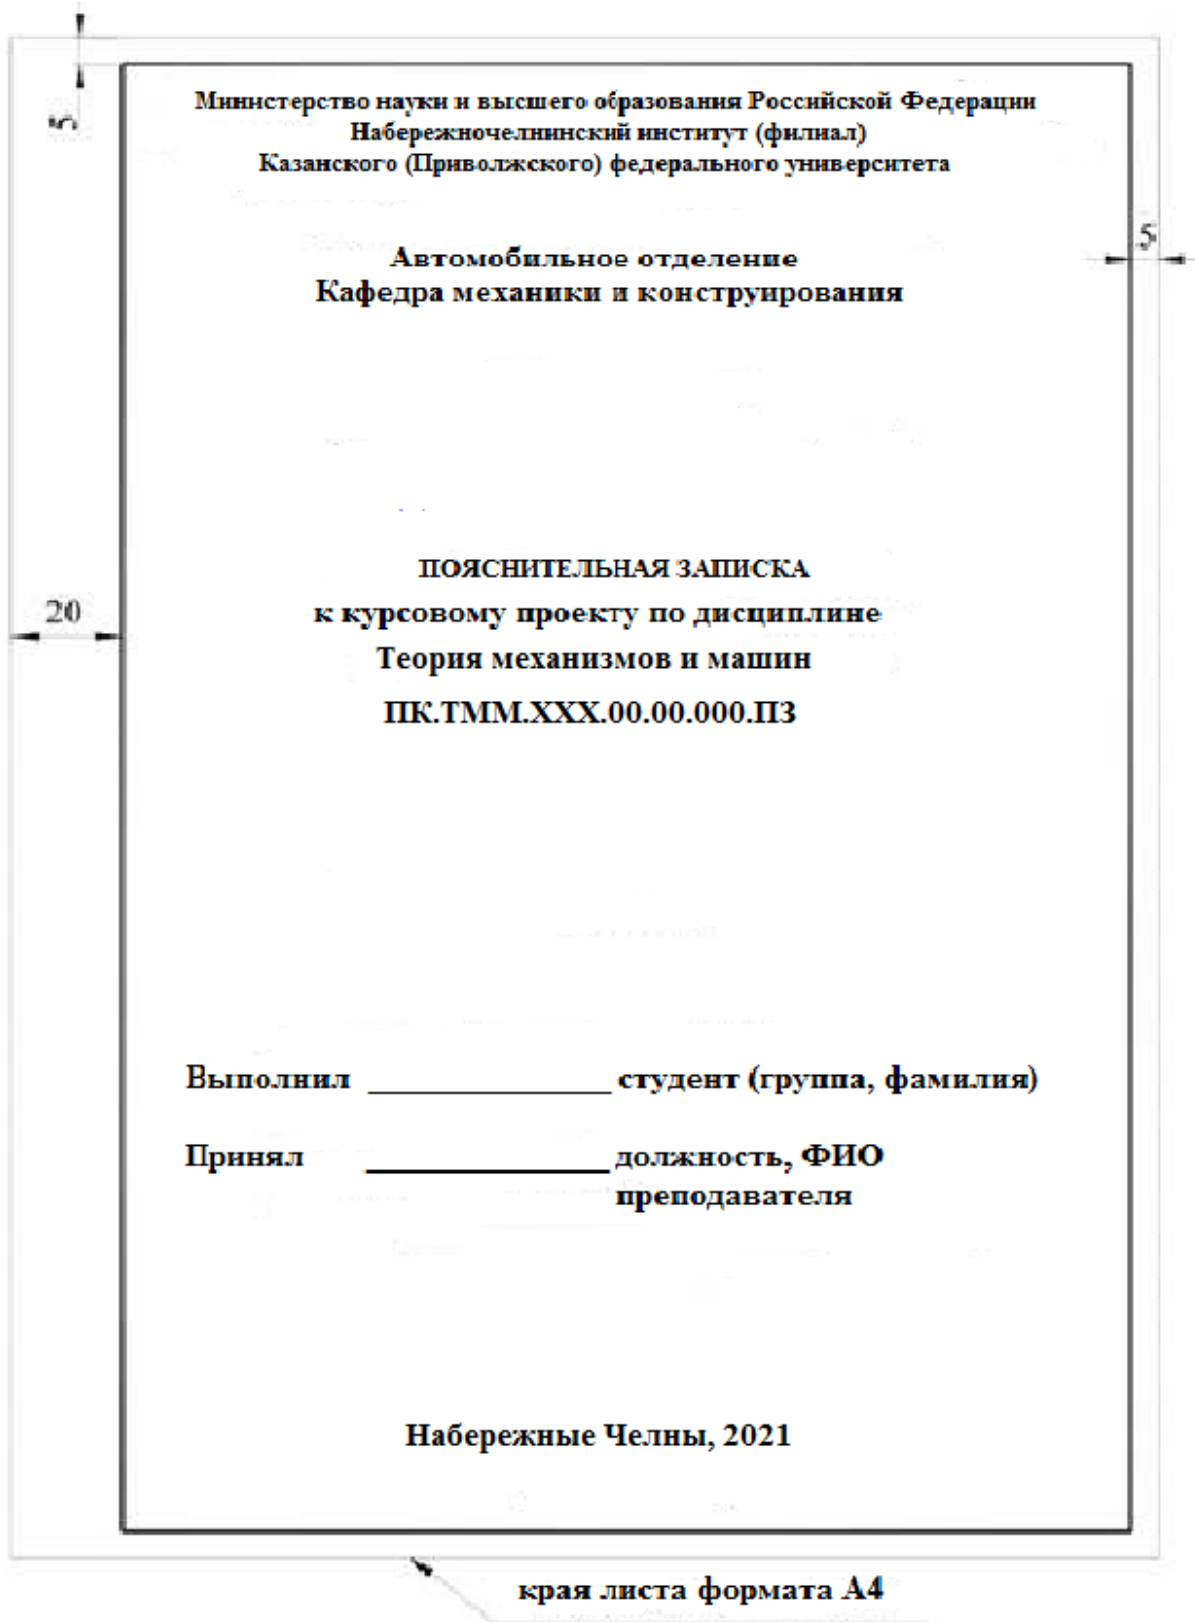 5
Министерство науки и высшего образования Российской Федерации
Набережночелнинский институт (филиал)
Казанского (Приволжского) федерального университета
5
Автомобильное отделение
Кафедра механики и конструирования
ПОЯСНИТЕЛЬНАЯ ЗАПИСКА
20
к курсовому проекту по дисциплине
Теория механизмов и машин
ПК.ТММ.ХХХ.00.00.000.ПЗ
Выполнил ______________ студент (группа, фамилия)
Принял ______________ должность, ФИО
преподавателя
Набережные Челны, 2021
края листа формата А4